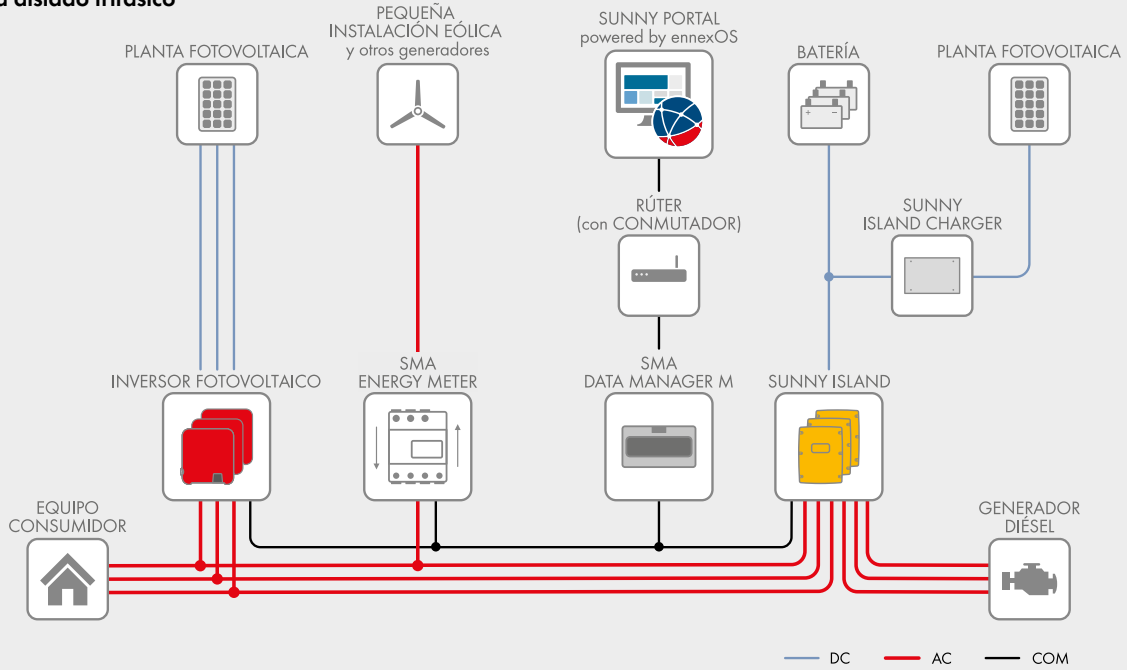 aislado trifásico
PEQUEÑA
INSTALACIÓN EÓLICA
y otros generadores
SUNNY PORTAL
powered by ennexOS
PLANTA FOTOVOLTAICA
BATERÍA
PLANTA FOTOVOLTAICA
RÚTER
(con CONMUTADOR)
SUNNY
ISLAND CHARGER
INVERSOR FOTOVOLTAICO
SMA
ENERGY METER
SMA
DATA MANAGER M
SUNNY ISLAND
EQUIPO
CONSUMIDOR
GENERADOR
DIÉSEL
DC
AC
COM